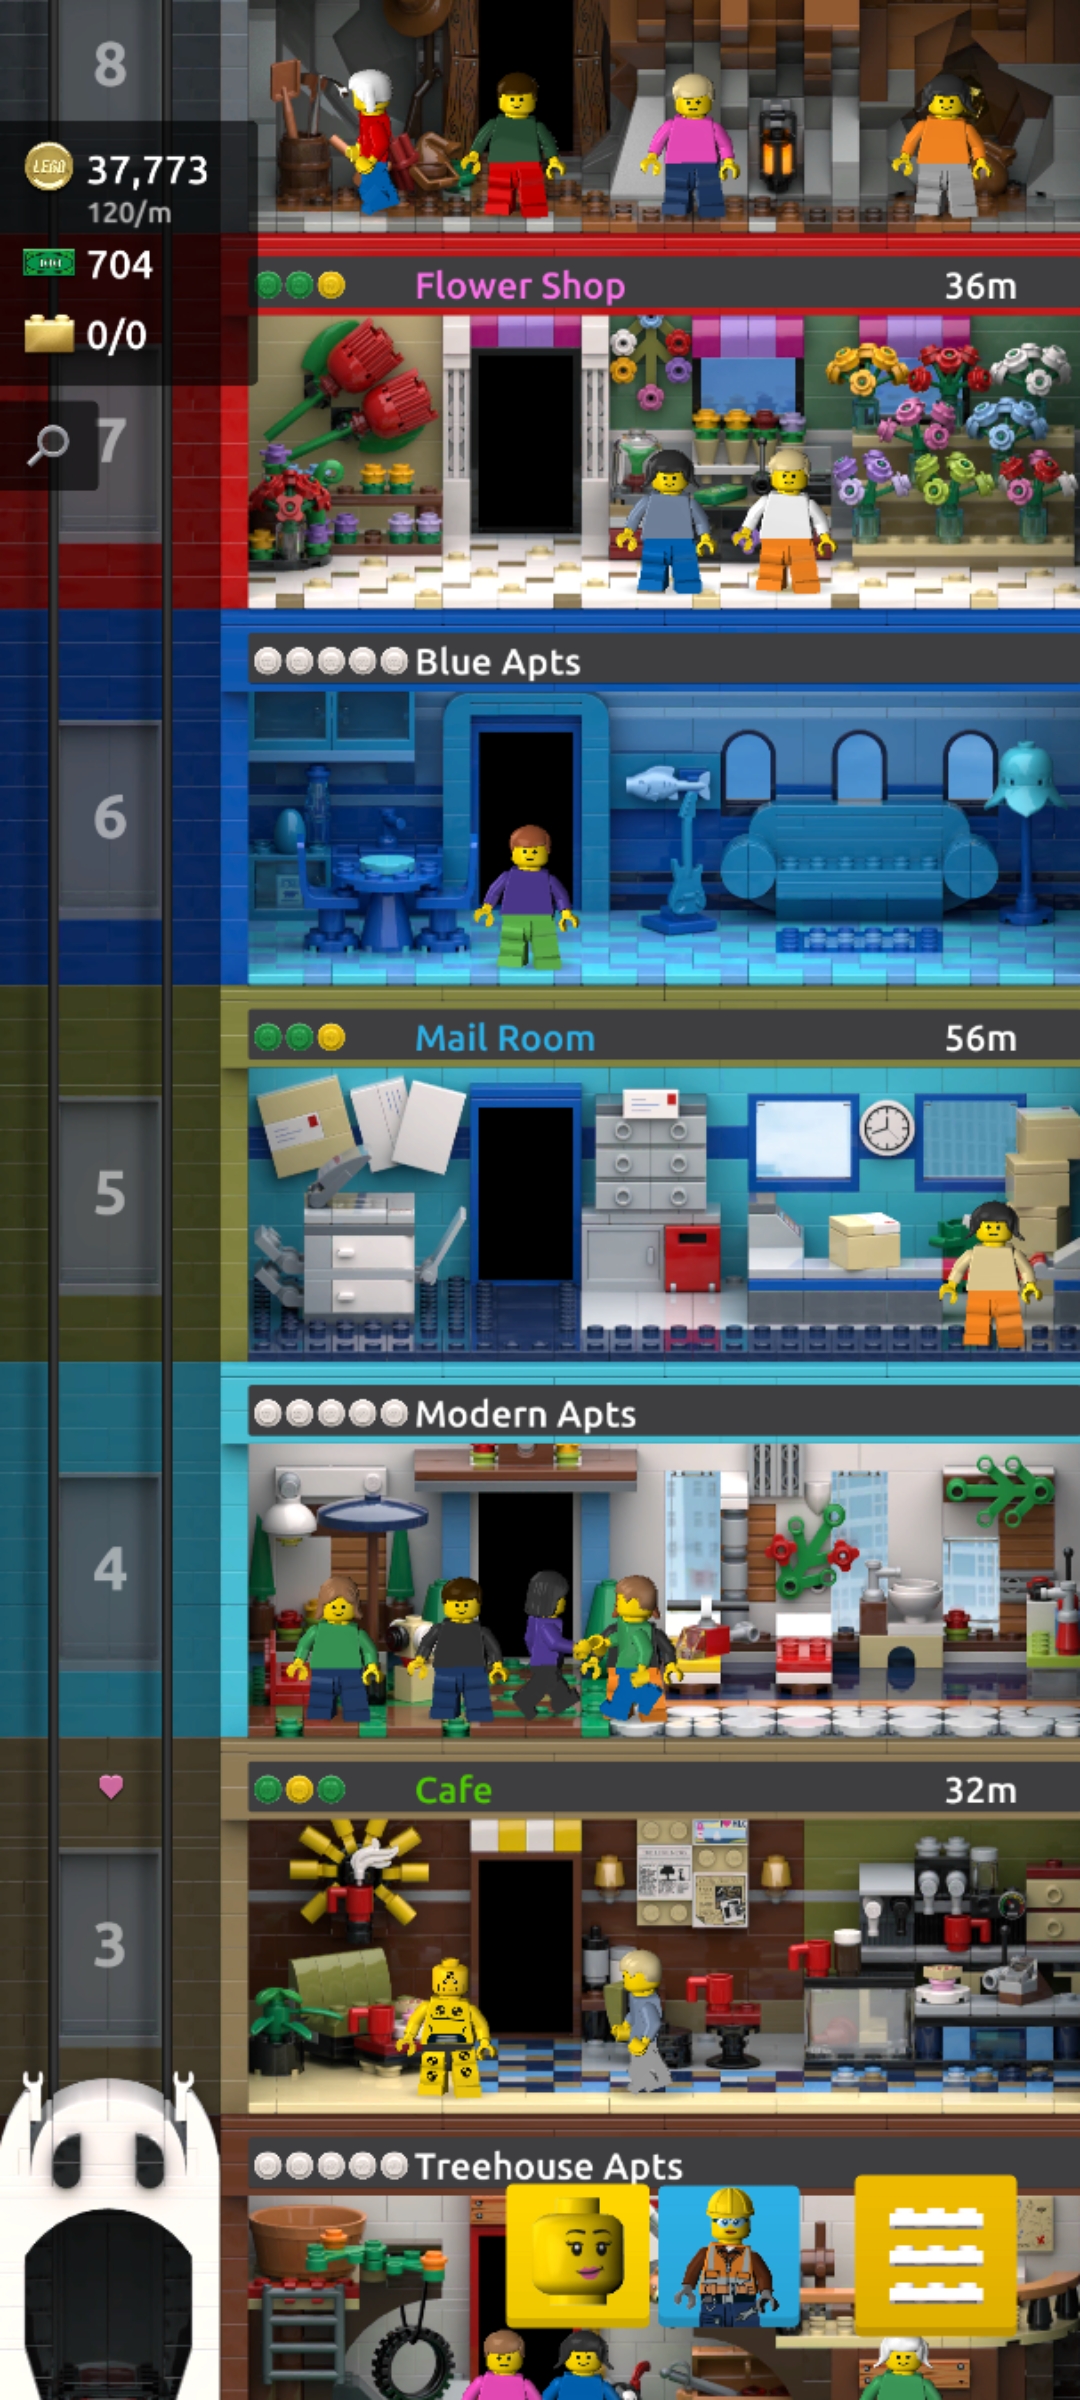 8
LEGO 37,773
120/m
704
0/0
Flower Shop 36m
7
Blue Apts
6
Mail Room 56m
5
Modern Apts
4
Cafe 32m
3
Treehouse Apts